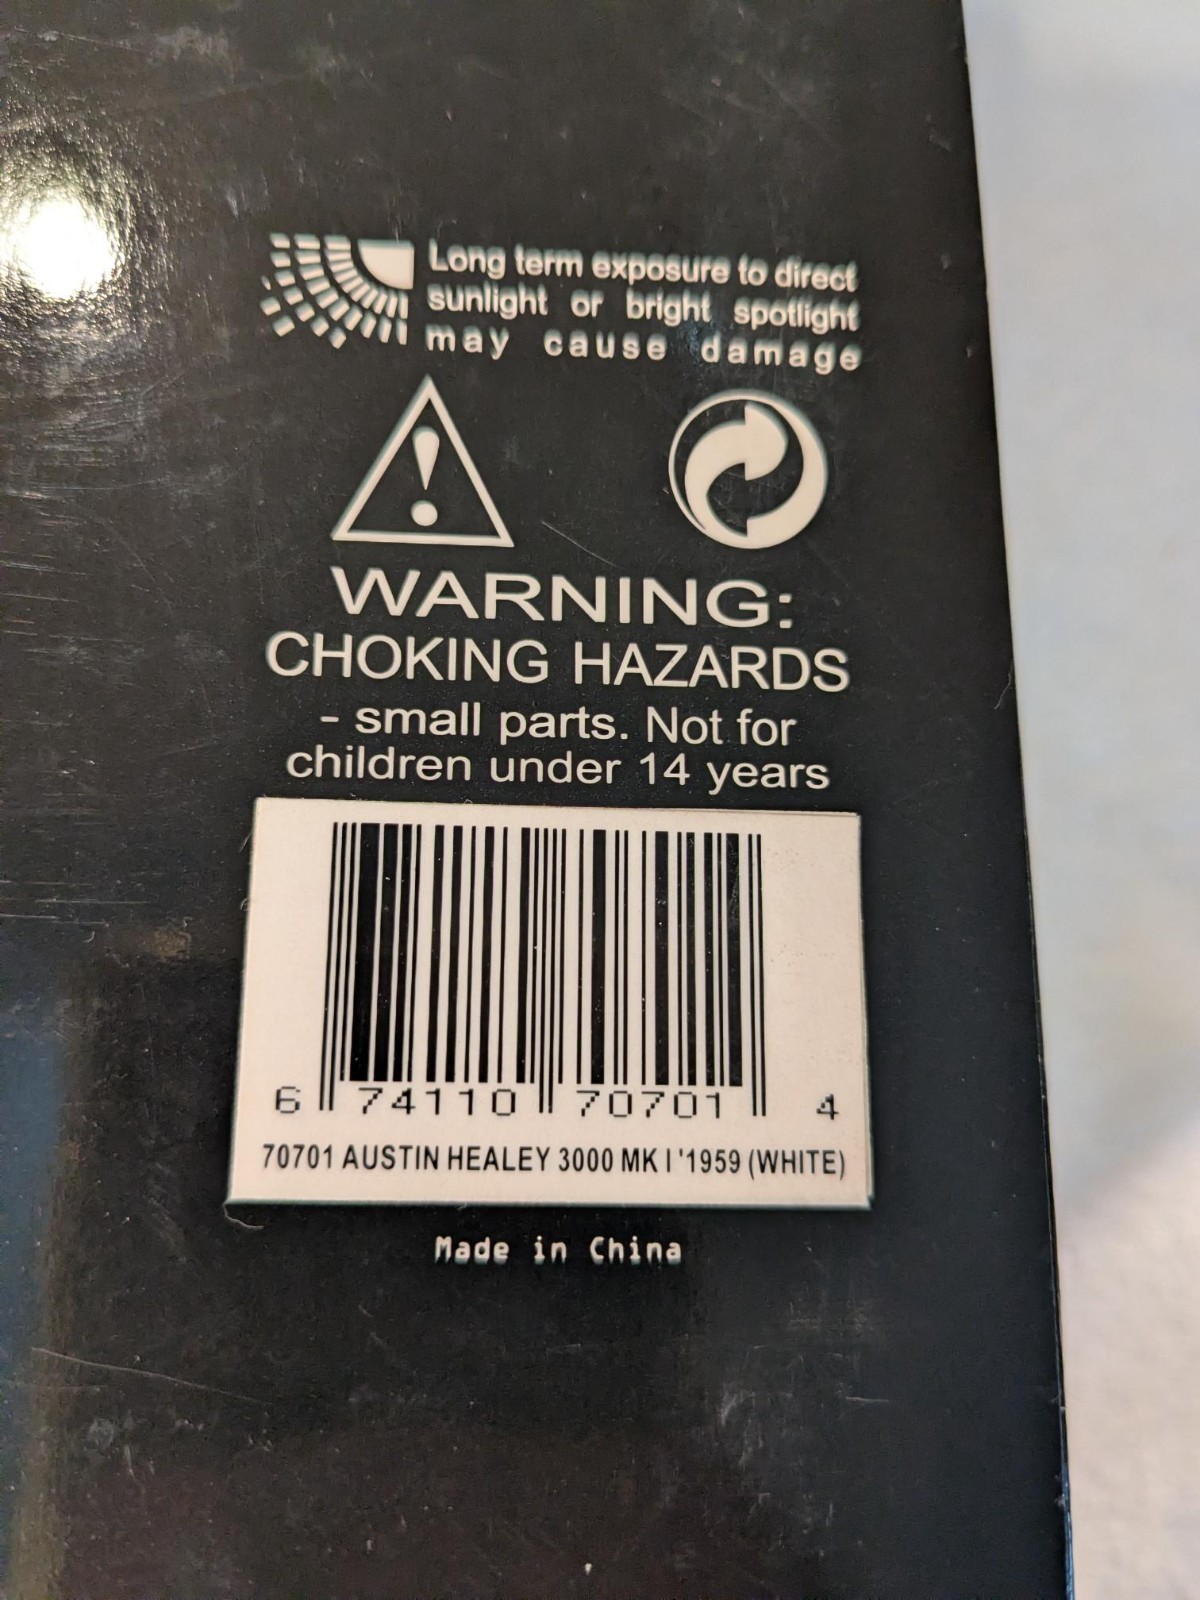 Long term exposure to direct
sunlight or bright spotlight
may cause damage
WARNING:
CHOKING HAZARDS
- small parts. Not for
children under 14 years
6 74110 70701 4
70701 AUSTIN HEALEY 3000 MK I '1959 (WHITE)
Made in China